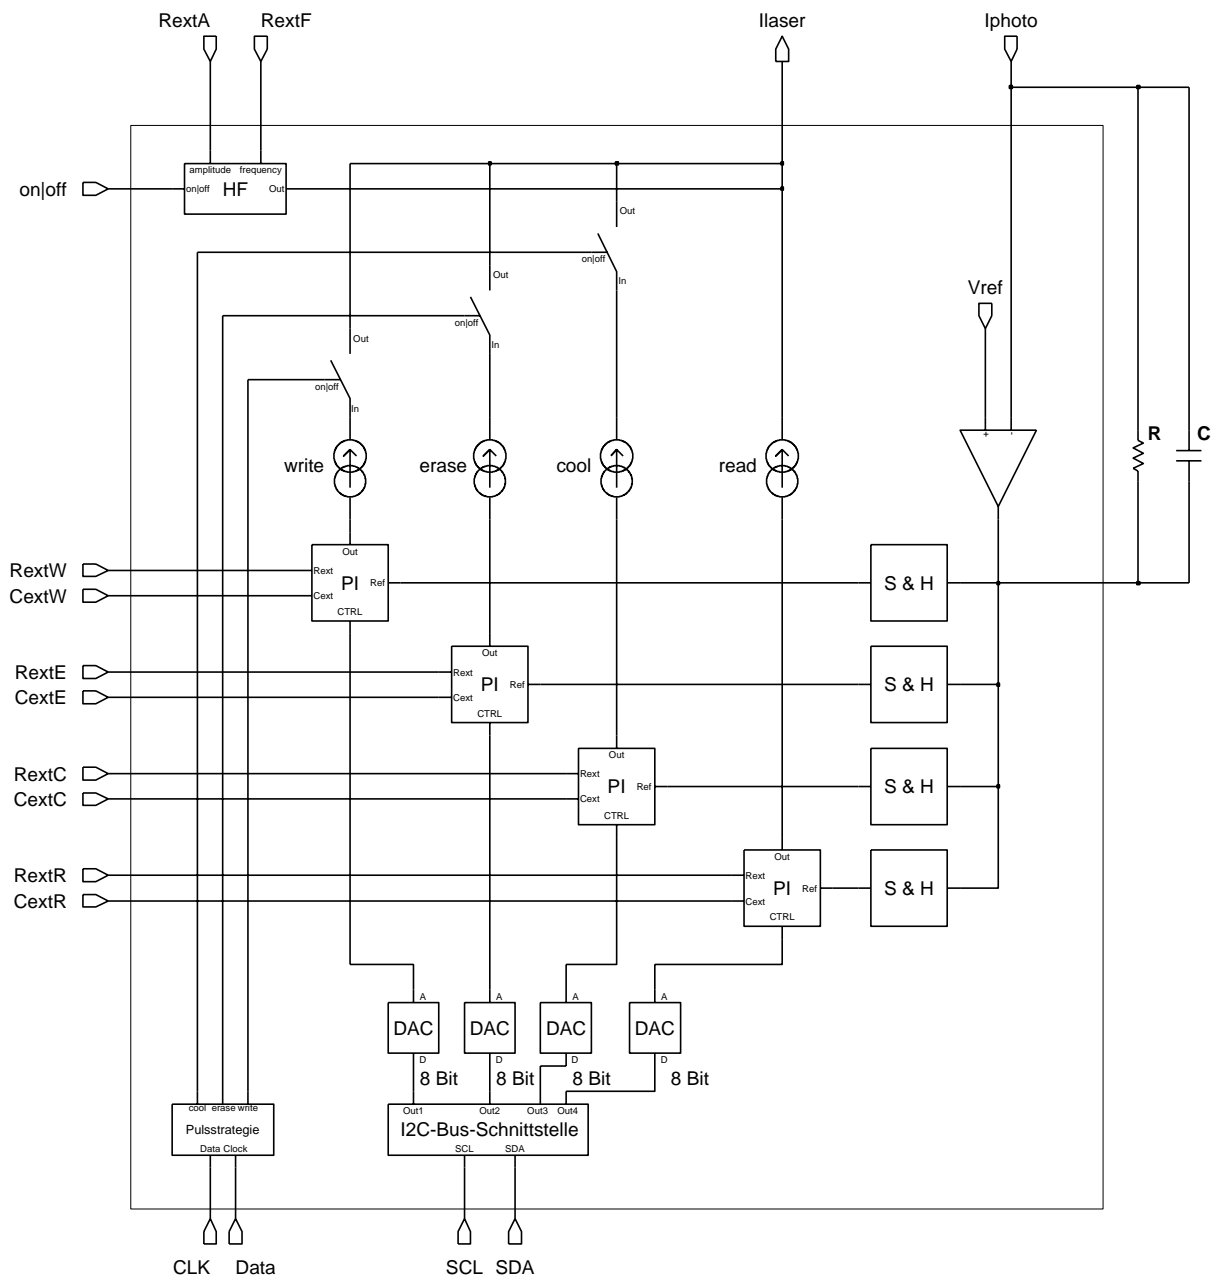 RextA RextF Ilaser Iphoto
amplitude frequency
on|off on|off HF Out
Out
on|off
In
Out
Vref
on|off
In
Out
on|off
In
+ -
R C
write erase cool read
Out
RextW Rext PI Ref S & H
CextW Cext
CTRL
Out
RextE Rext PI Ref S & H
CextE Cext
CTRL
Out
RextC Rext PI Ref S & H
CextC Cext
CTRL
Out
RextR Rext PI Ref S & H
CextR Cext
CTRL
A A A A
DAC DAC DAC DAC
D D D D
8 Bit 8 Bit 8 Bit 8 Bit
cool erase write Out1 Out2 Out3 Out4
Pulsstrategie I2C-Bus-Schnittstelle
Data Clock SCL SDA
CLK Data SCL SDA